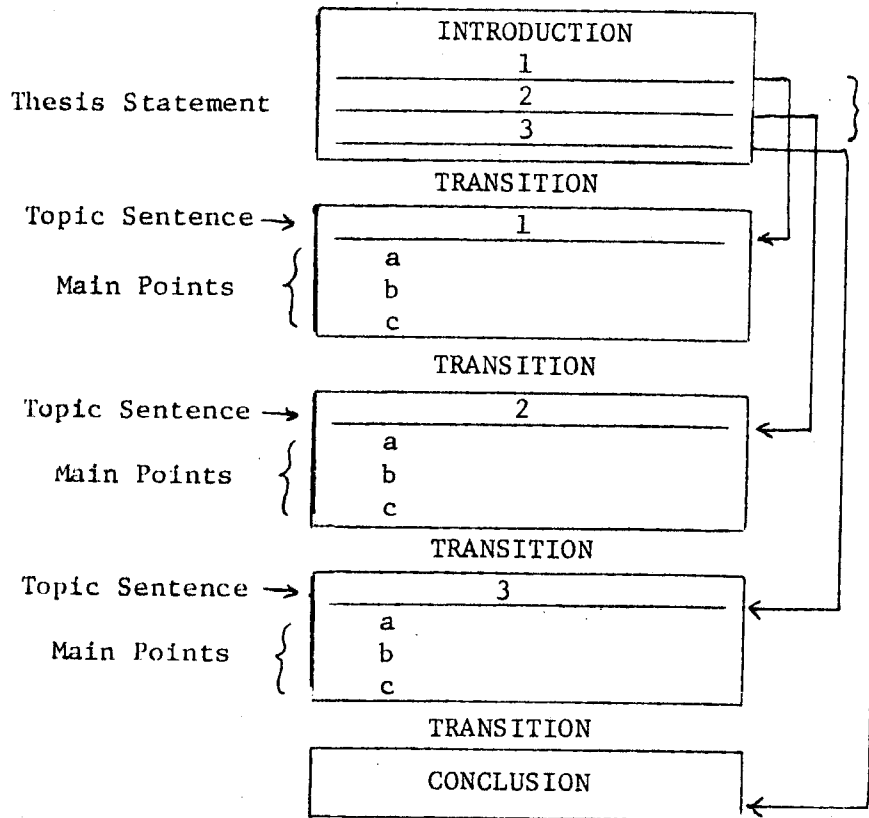 INTRODUCTION
1
Thesis Statement
2
3
TRANSITION
Topic Sentence →
1
a
Main Points
b
c
TRANSITION
Topic Sentence →
2
a
Main Points
b
c
TRANSITION
Topic Sentence →
3
a
Main Points
b
c
TRANSITION
CONCLUSION